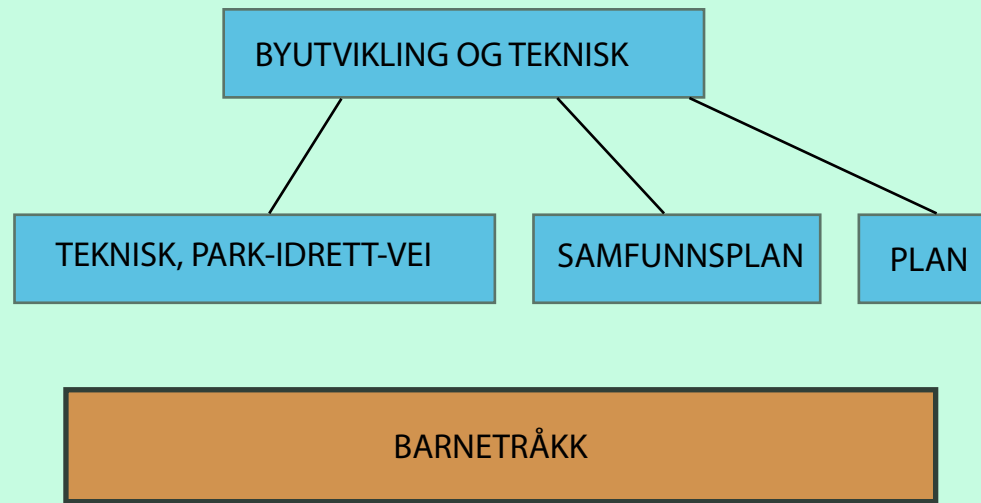 BYUTVIKLING OG TEKNISK
TEKNISK, PARK-IDRETT-VEI
SAMFUNNSPLAN
PLAN
BARNETRÅKK